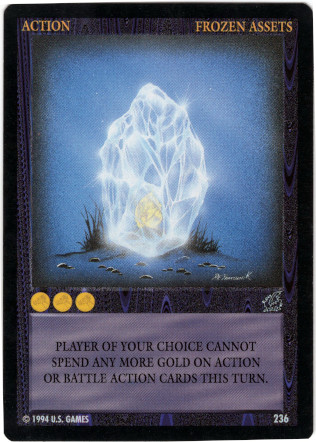 ACTION
FROZEN ASSETS
PLAYER OF YOUR CHOICE CANNOT
SPEND ANY MORE GOLD ON ACTION
OR BATTLE ACTION CARDS THIS TURN.
© 1994 U.S. GAMES
236